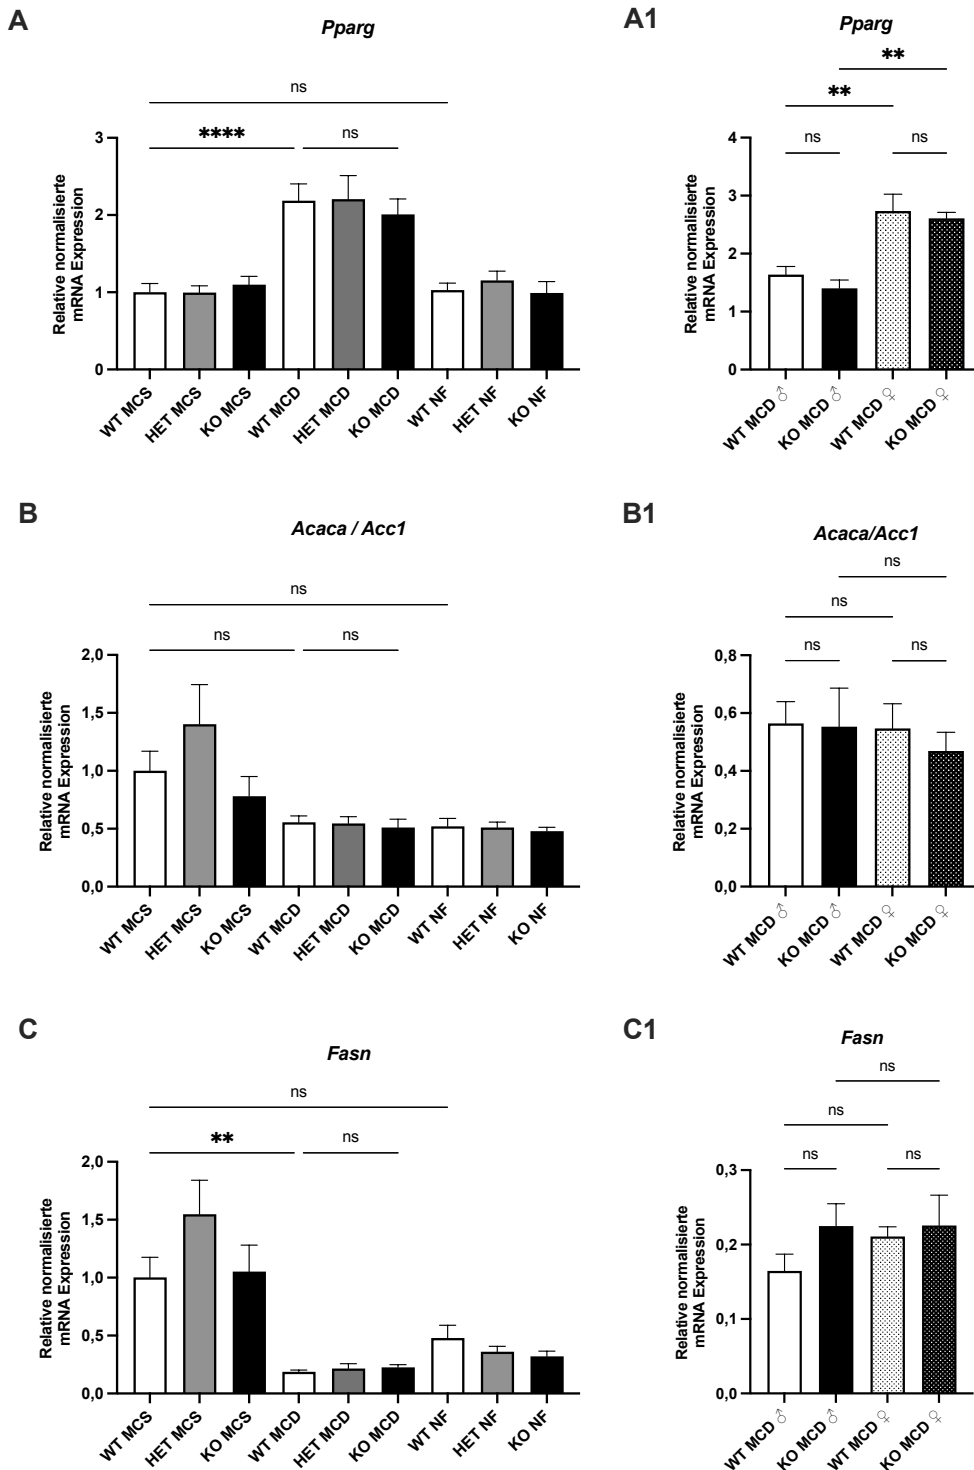 A
Pparg
ns
**** ns
3
2
1
0
Relative normalisierte
mRNA Expression
WT MCS HET MCS KO MCS WT MCD HET MCD KO MCD WT NF HET NF KO NF
A1
Pparg
**
**
ns ns
4
3
2
1
0
Relative normalisierte
mRNA Expression
WT MCD ♂ KO MCD ♂ WT MCD ♀ KO MCD ♀
B
Acaca / Acc1
ns
ns ns
2,0
1,5
1,0
0,5
0,0
Relative normalisierte
mRNA Expression
WT MCS HET MCS KO MCS WT MCD HET MCD KO MCD WT NF HET NF KO NF
B1
Acaca/Acc1
ns
ns
ns ns
0,8
0,6
0,4
0,2
0,0
Relative normalisierte
mRNA Expression
WT MCD ♂ KO MCD ♂ WT MCD ♀ KO MCD ♀
C
Fasn
ns
** ns
2,0
1,5
1,0
0,5
0,0
Relative normalisierte
mRNA Expression
WT MCS HET MCS KO MCS WT MCD HET MCD KO MCD WT NF HET NF KO NF
C1
Fasn
ns
ns
ns ns
0,3
0,2
0,1
0,0
Relative normalisierte
mRNA Expression
WT MCD ♂ KO MCD ♂ WT MCD ♀ KO MCD ♀